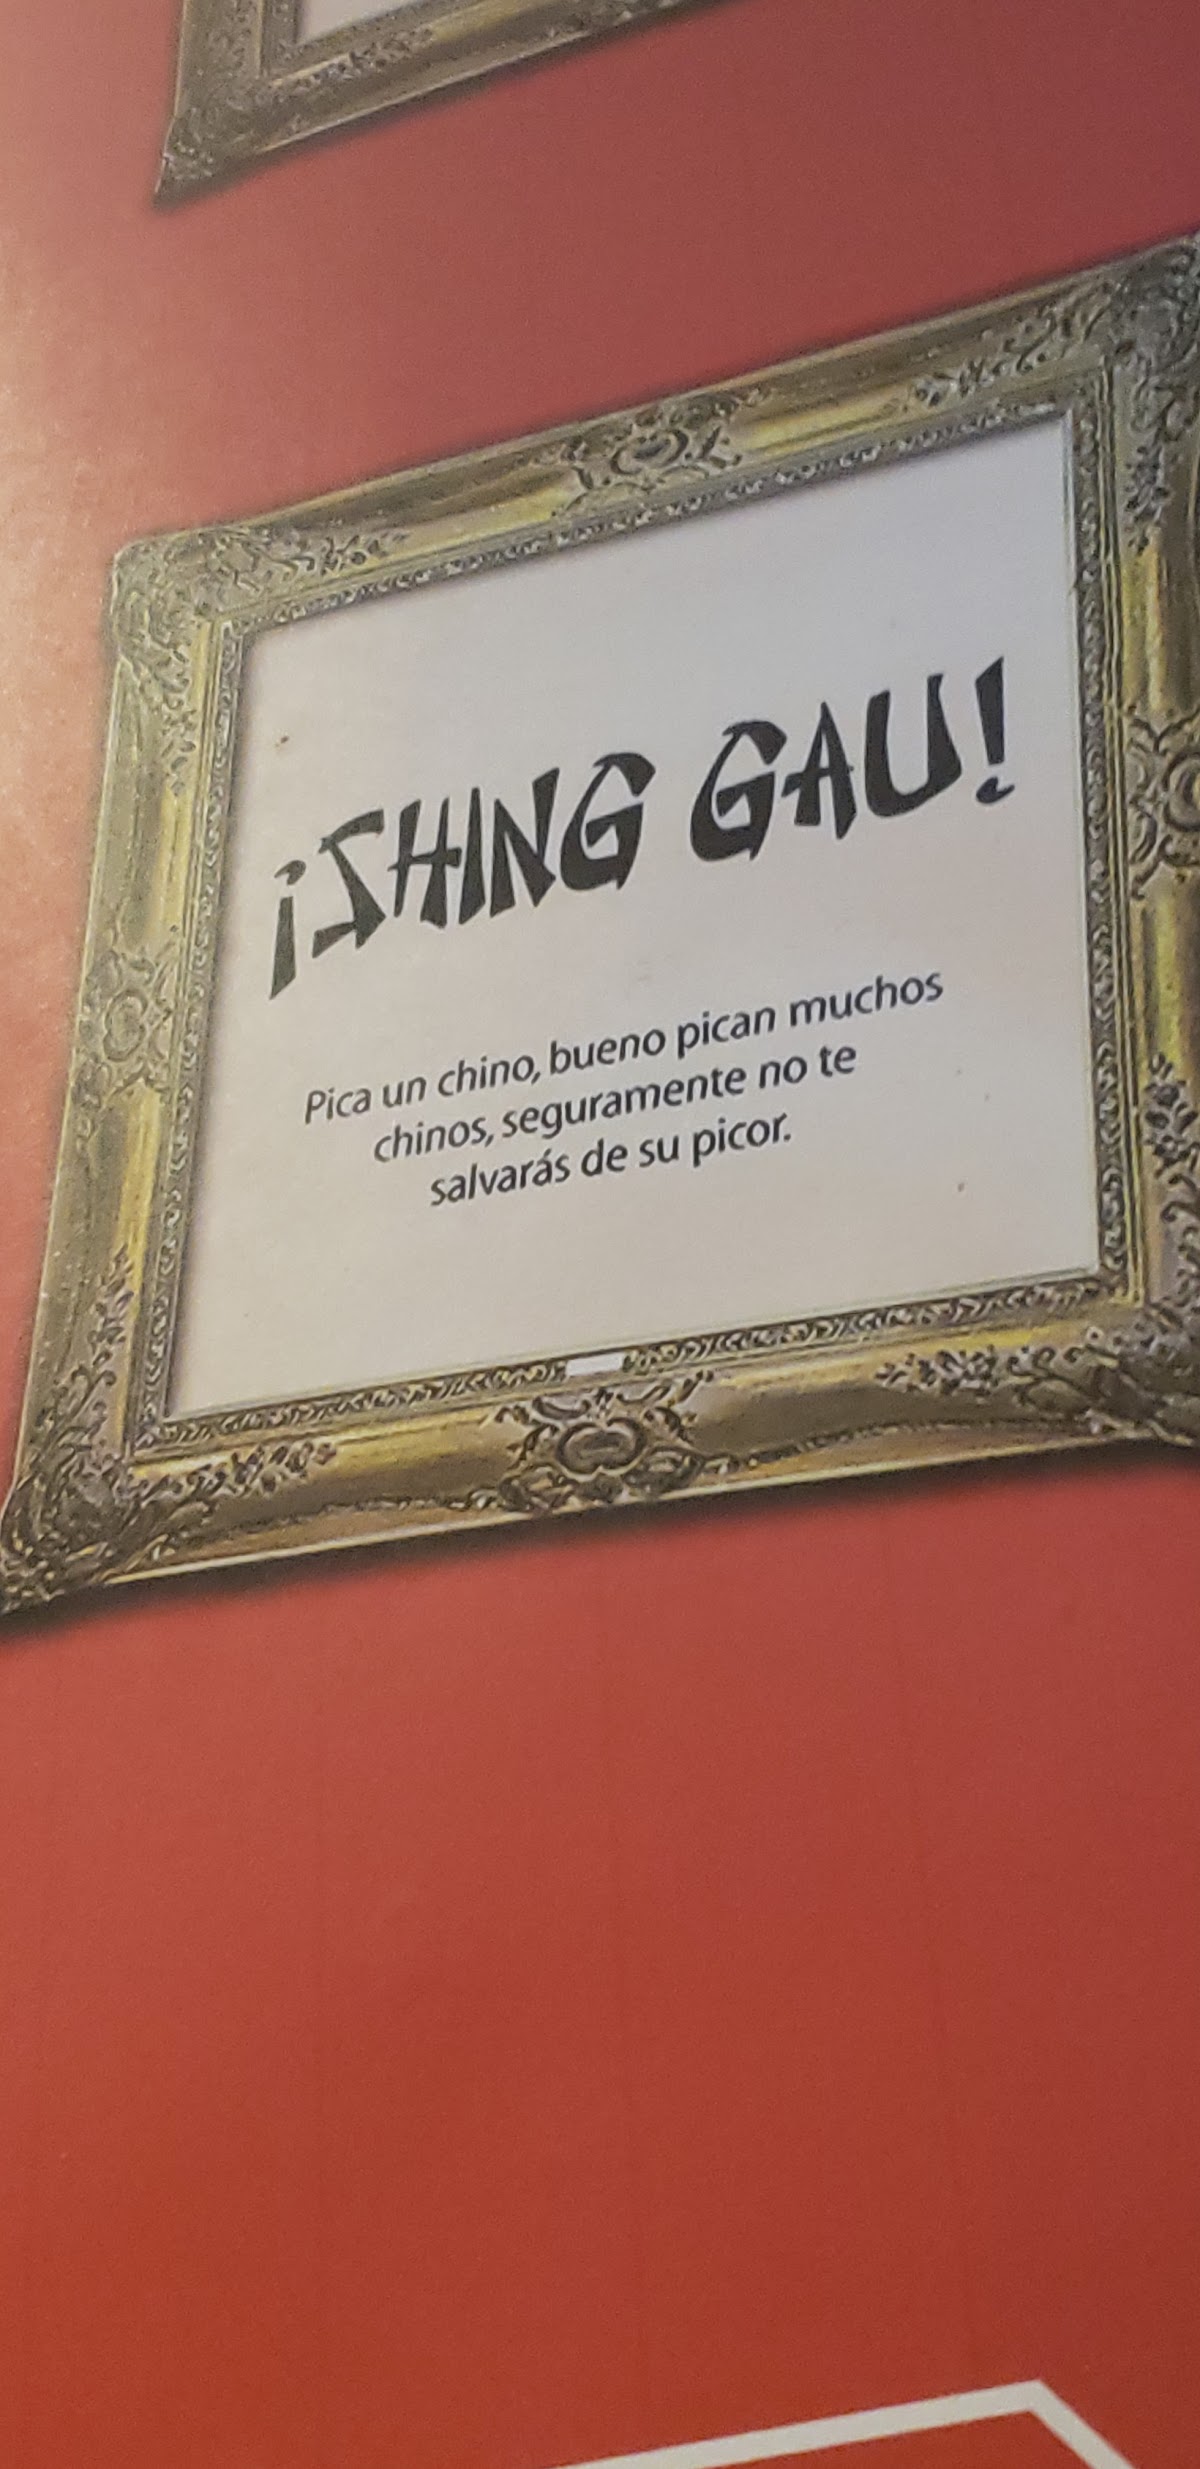 ¡SHING GAU!
Pica un chino, bueno pican muchos
chinos, seguramente no te
salvarás de su picor.